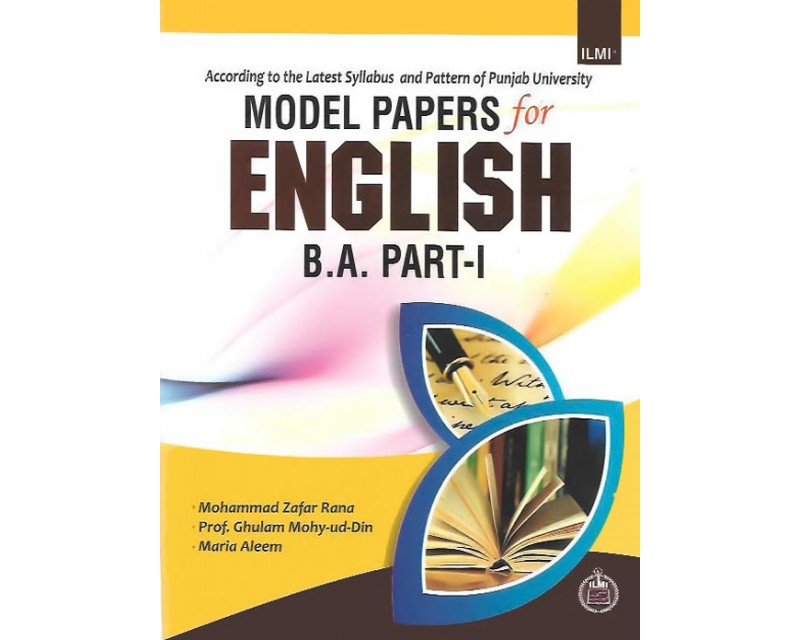 ILMI
According to the Latest Syllabus and Pattern of Punjab University
MODEL PAPERS for
ENGLISH
B.A. PART-I
· Mohammad Zafar Rana
· Prof. Ghulam Mohy-ud-Din
· Maria Aleem
ILMI